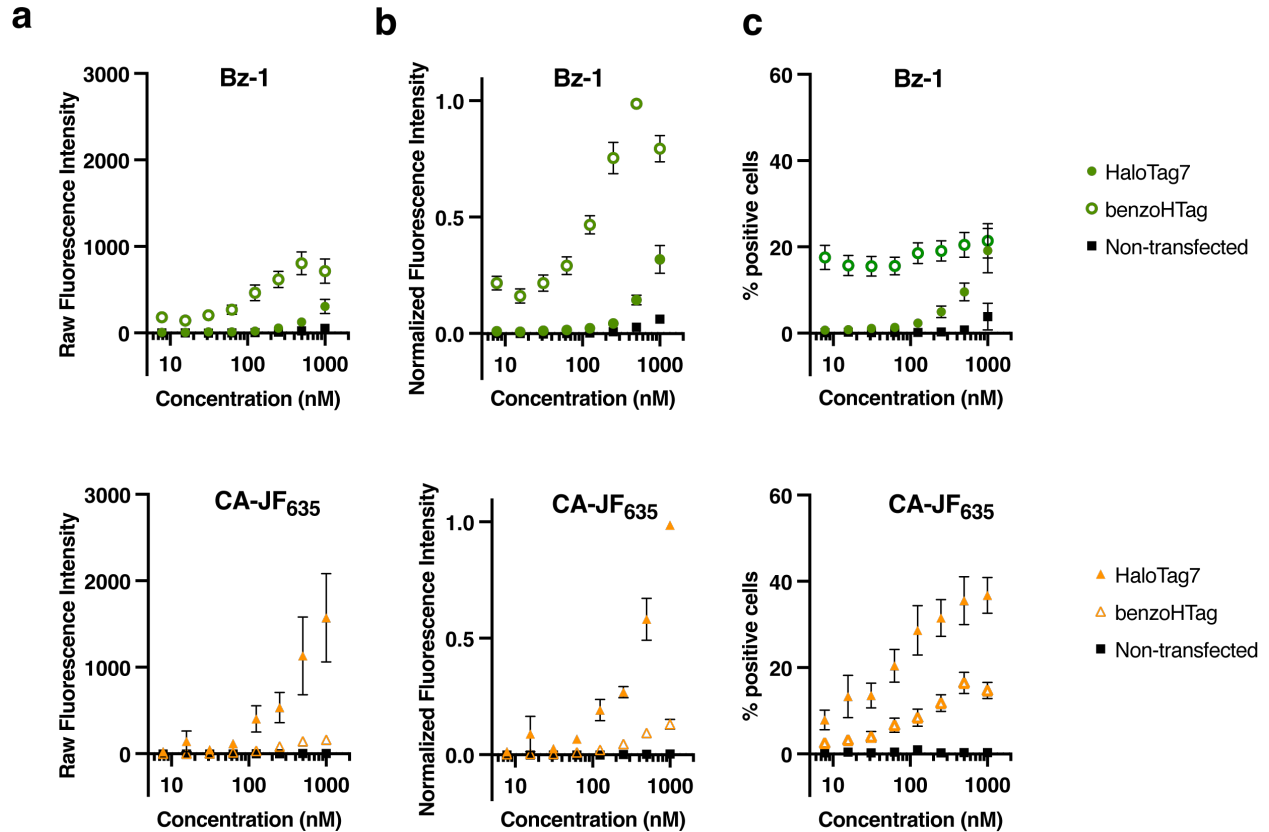 a
b
c
Bz-1
Raw Fluorescence Intensity
3000
2000
1000
0
10
100
1000
Concentration (nM)
Bz-1
Normalized Fluorescence Intensity
1.0
0.5
0.0
10
100
1000
Concentration (nM)
Bz-1
% positive cells
60
40
20
0
10
100
1000
Concentration (nM)
HaloTag7
benzoHTag
Non-transfected
CA-JF635
Raw Fluorescence Intensity
3000
2000
1000
0
10
100
1000
Concentration (nM)
CA-JF635
Normalized Fluorescence Intensity
1.0
0.5
0.0
10
100
1000
Concentration (nM)
CA-JF635
% positive cells
60
40
20
0
10
100
1000
Concentration (nM)
HaloTag7
benzoHTag
Non-transfected